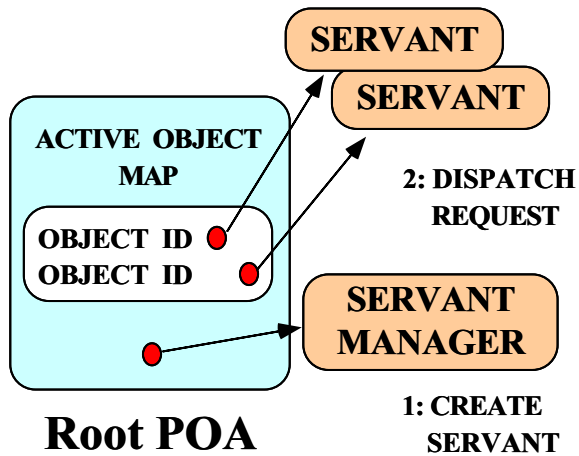 SERVANT
SERVANT
ACTIVE OBJECT
MAP
2: DISPATCH
REQUEST
OBJECT ID
OBJECT ID
SERVANT
MANAGER
1: CREATE
SERVANT
Root POA